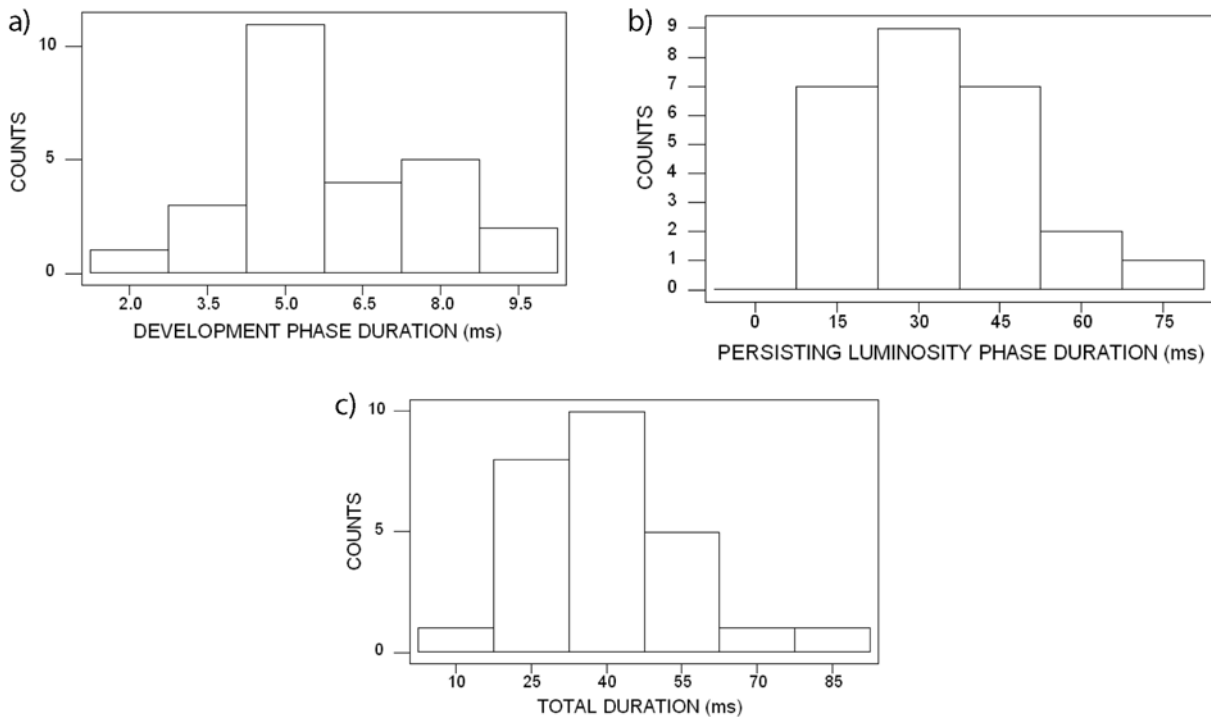 a)
10
5
0
COUNTS
2.0 3.5 5.0 6.5 8.0 9.5
DEVELOPMENT PHASE DURATION (ms)
b)
9
8
7
6
5
4
3
2
1
0
COUNTS
0 15 30 45 60 75
PERSISTING LUMINOSITY PHASE DURATION (ms)
c)
10
5
0
COUNTS
10 25 40 55 70 85
TOTAL DURATION (ms)